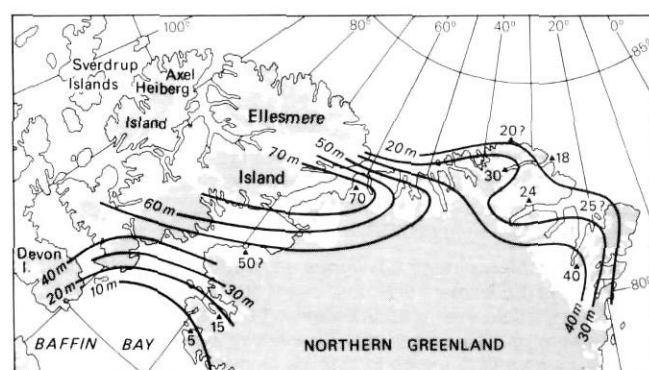 100° 80° 60° 40° 20° 10° 0°
85°
Sverdrup
Islands
Axel
Heiberg
Island
Ellesmere
Island
70 m
50 m
20 m
20?
18
30
70
24
25?
60 m
50?
40
Devon
I.
40 m
20 m
10 m
30 m
15
5
80°
40 m
30 m
BAFFIN BAY
NORTHERN GREENLAND